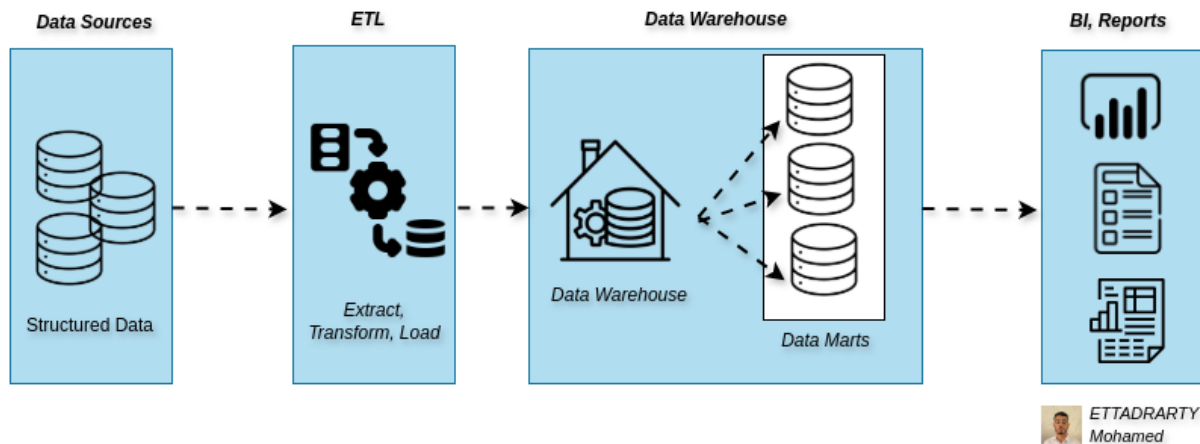 Data Sources
ETL
Data Warehouse
BI, Reports
Structured Data
Extract,
Transform, Load
Data Warehouse
Data Marts
ETTADRARTY
Mohamed